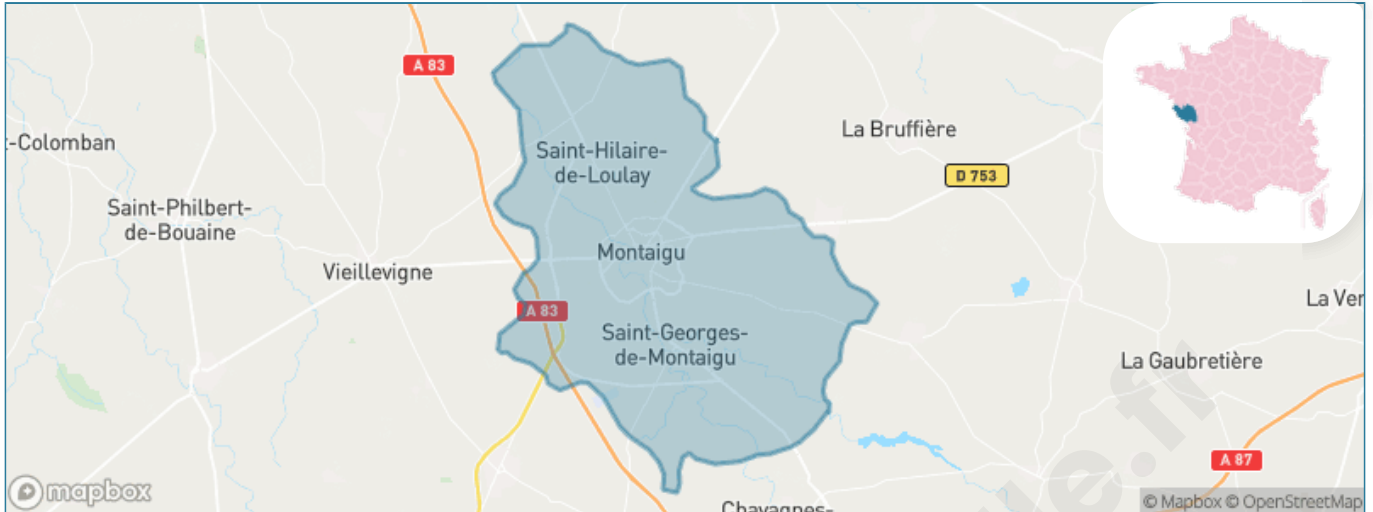 A 83
La Bruffière
-Colomban
Saint-Hilaire-
de-Loulay
D 753
Saint-Philbert-
de-Bouaine
Montaigu
Vieillevigne
La Ver
A 83
Saint-Georges-
de-Montaigu
La Gaubretière
A 87
mapbox
Chavagnes-
© Mapbox © OpenStreetMap